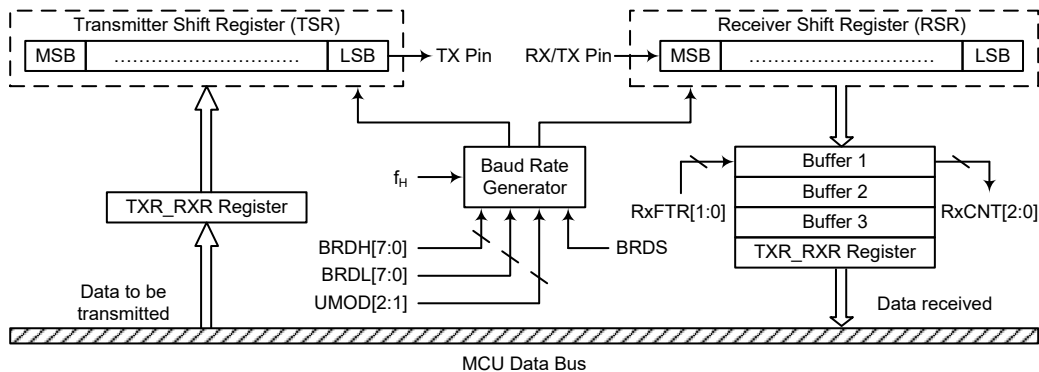 Transmitter Shift Register (TSR)
MSB ............................. LSB
TX Pin
Receiver Shift Register (RSR)
RX/TX Pin
MSB ............................. LSB
Baud Rate
Generator
fH
BRDH[7:0]
BRDL[7:0]
UMOD[2:1]
BRDS
TXR_RXR Register
Data to be
transmitted
Buffer 1
Buffer 2
Buffer 3
TXR_RXR Register
RxFTR[1:0]
RxCNT[2:0]
Data received
MCU Data Bus